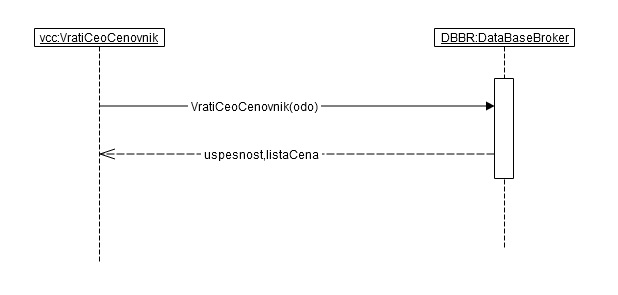 vcc:VratiCeoCenovnik
DBBR:DataBaseBroker
VratiCeoCenovnik(odo)
uspesnost,listaCena